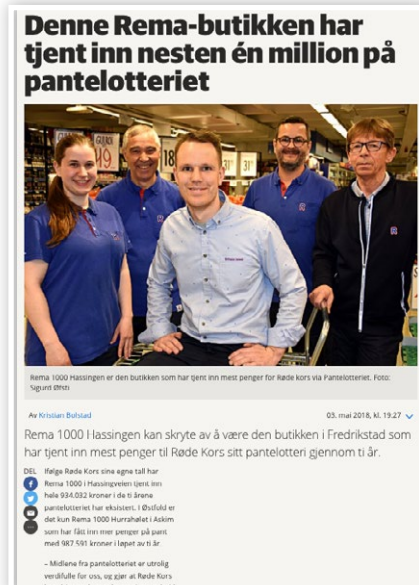 Denne Rema-butikken har
tjent inn nesten én million på
pantelotteriet
19
18
31
Rema 1000 Hassingen er den butikken som har tjent inn mest penger for Røde kors via Pantelotteriet. Foto:
Sigurd Øfsti
Av Kristian Bolstad
03. mai 2018, kl. 19:27
Rema 1000 Hassingen kan skryte av å være den butikken i Fredrikstad som
har tjent inn mest penger til Røde Kors sitt pantelotteri gjennom ti år.
DEL
Ifølge Røde Kors sine egne tall har
Rema 1000 i Hassingveien tjent inn
hele 934.032 kroner i de ti årene
pantelotteriet har eksistert. I Østfold er
det kun Rema 1000 Hurrahølet i Askim
som har fått inn mer penger på pant
med 987.591 kroner i løpet av ti år.
– Midlene fra pantelotteriet er utrolig
verdifulle for oss, og gjør at Røde Kors